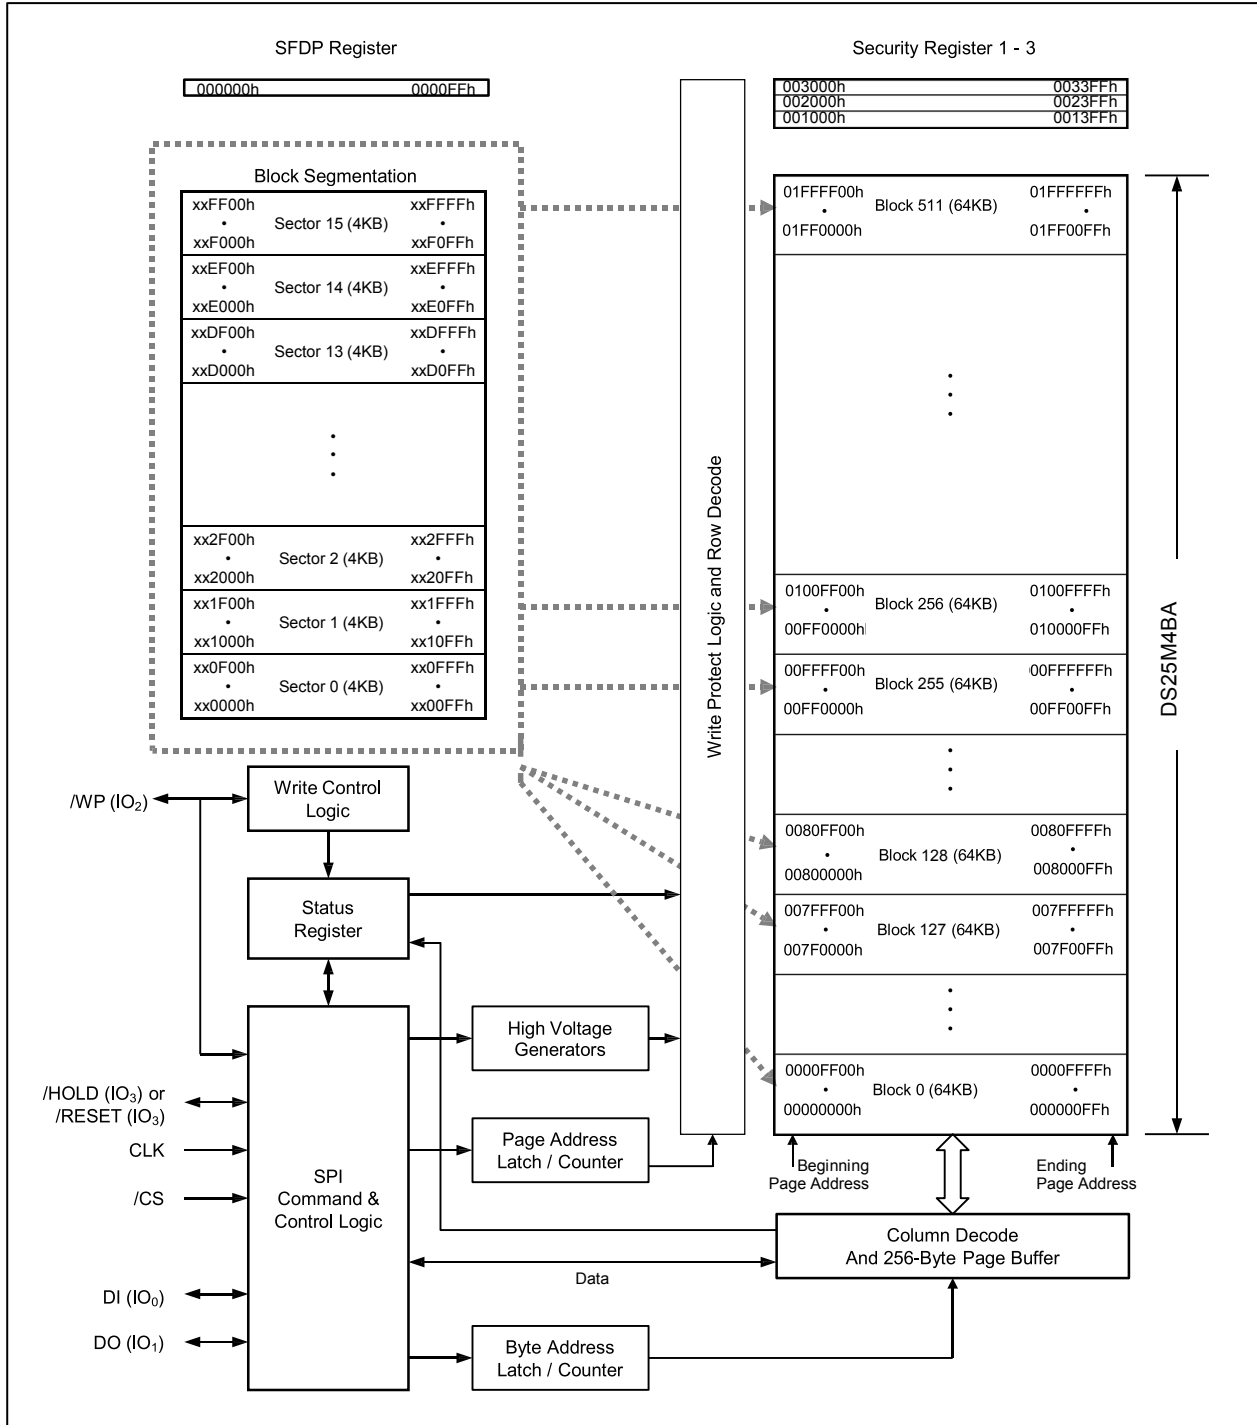 SFDP Register
000000h 0000FFh
Security Register 1 - 3
003000h 0033FFh
002000h 0023FFh
001000h 0013FFh
Block Segmentation
xxFF00h xxFFFFh
• Sector 15 (4KB) •
xxF000h xxF0FFh
xxEF00h xxEFFFh
• Sector 14 (4KB) •
xxE000h xxE0FFh
xxDF00h xxDFFFh
• Sector 13 (4KB) •
xxD000h xxD0FFh
xx2F00h xx2FFFh
• Sector 2 (4KB) •
xx2000h xx20FFh
xx1F00h xx1FFFh
• Sector 1 (4KB) •
xx1000h xx10FFh
xx0F00h xx0FFFh
• Sector 0 (4KB) •
xx0000h xx00FFh
Write Protect Logic and Row Decode
01FFFF00h 01FFFFFFh
• Block 511 (64KB) •
01FF0000h 01FF00FFh
0100FF00h 0100FFFFh
• Block 256 (64KB) •
00FF0000h 010000FFh
00FFFF00h 00FFFFFFh
• Block 255 (64KB) •
00FF0000h 00FF00FFh
0080FF00h 0080FFFFh
• Block 128 (64KB) •
00800000h 008000FFh
007FFF00h 007FFFFFh
• Block 127 (64KB) •
007F0000h 007F00FFh
0000FF00h 0000FFFFh
• Block 0 (64KB) •
00000000h 000000FFh
DS25M4BA
Beginning
Page Address
Ending
Page Address
/WP (IO₂)
Write Control
Logic
Status
Register
High Voltage
Generators
/HOLD (IO₃) or
/RESET (IO₃)
CLK
/CS
DI (IO₀)
DO (IO₁)
SPI
Command &
Control Logic
Page Address
Latch / Counter
Column Decode
And 256-Byte Page Buffer
Data
Byte Address
Latch / Counter